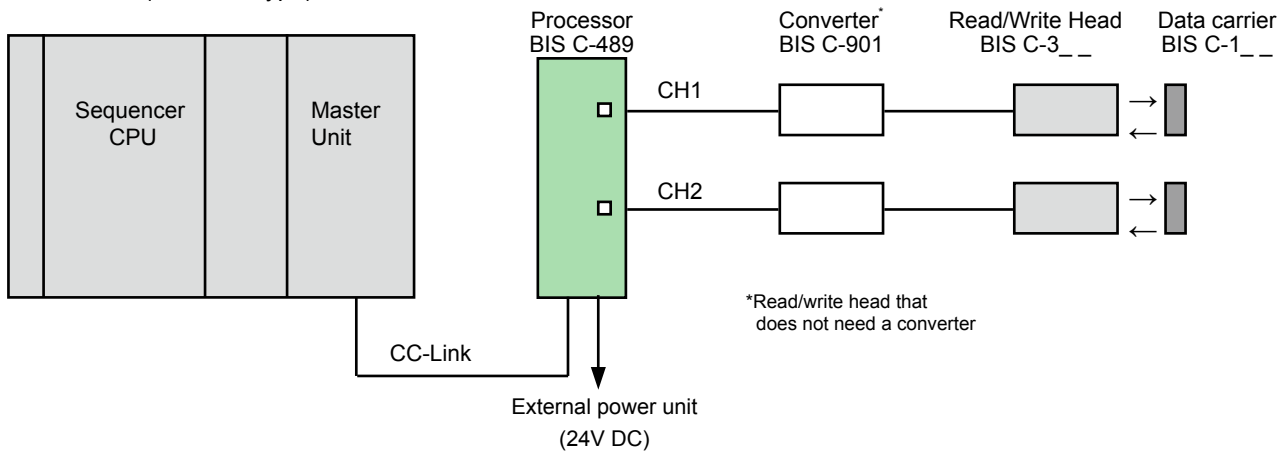 Processor
BIS C-489
Converter*
BIS C-901
Read/Write Head
BIS C-3_ _
Data carrier
BIS C-1_ _
Sequencer
CPU
Master
Unit
CH1
→
←
CH2
→
←
*Read/write head that
does not need a converter
CC-Link
External power unit
(24V DC)